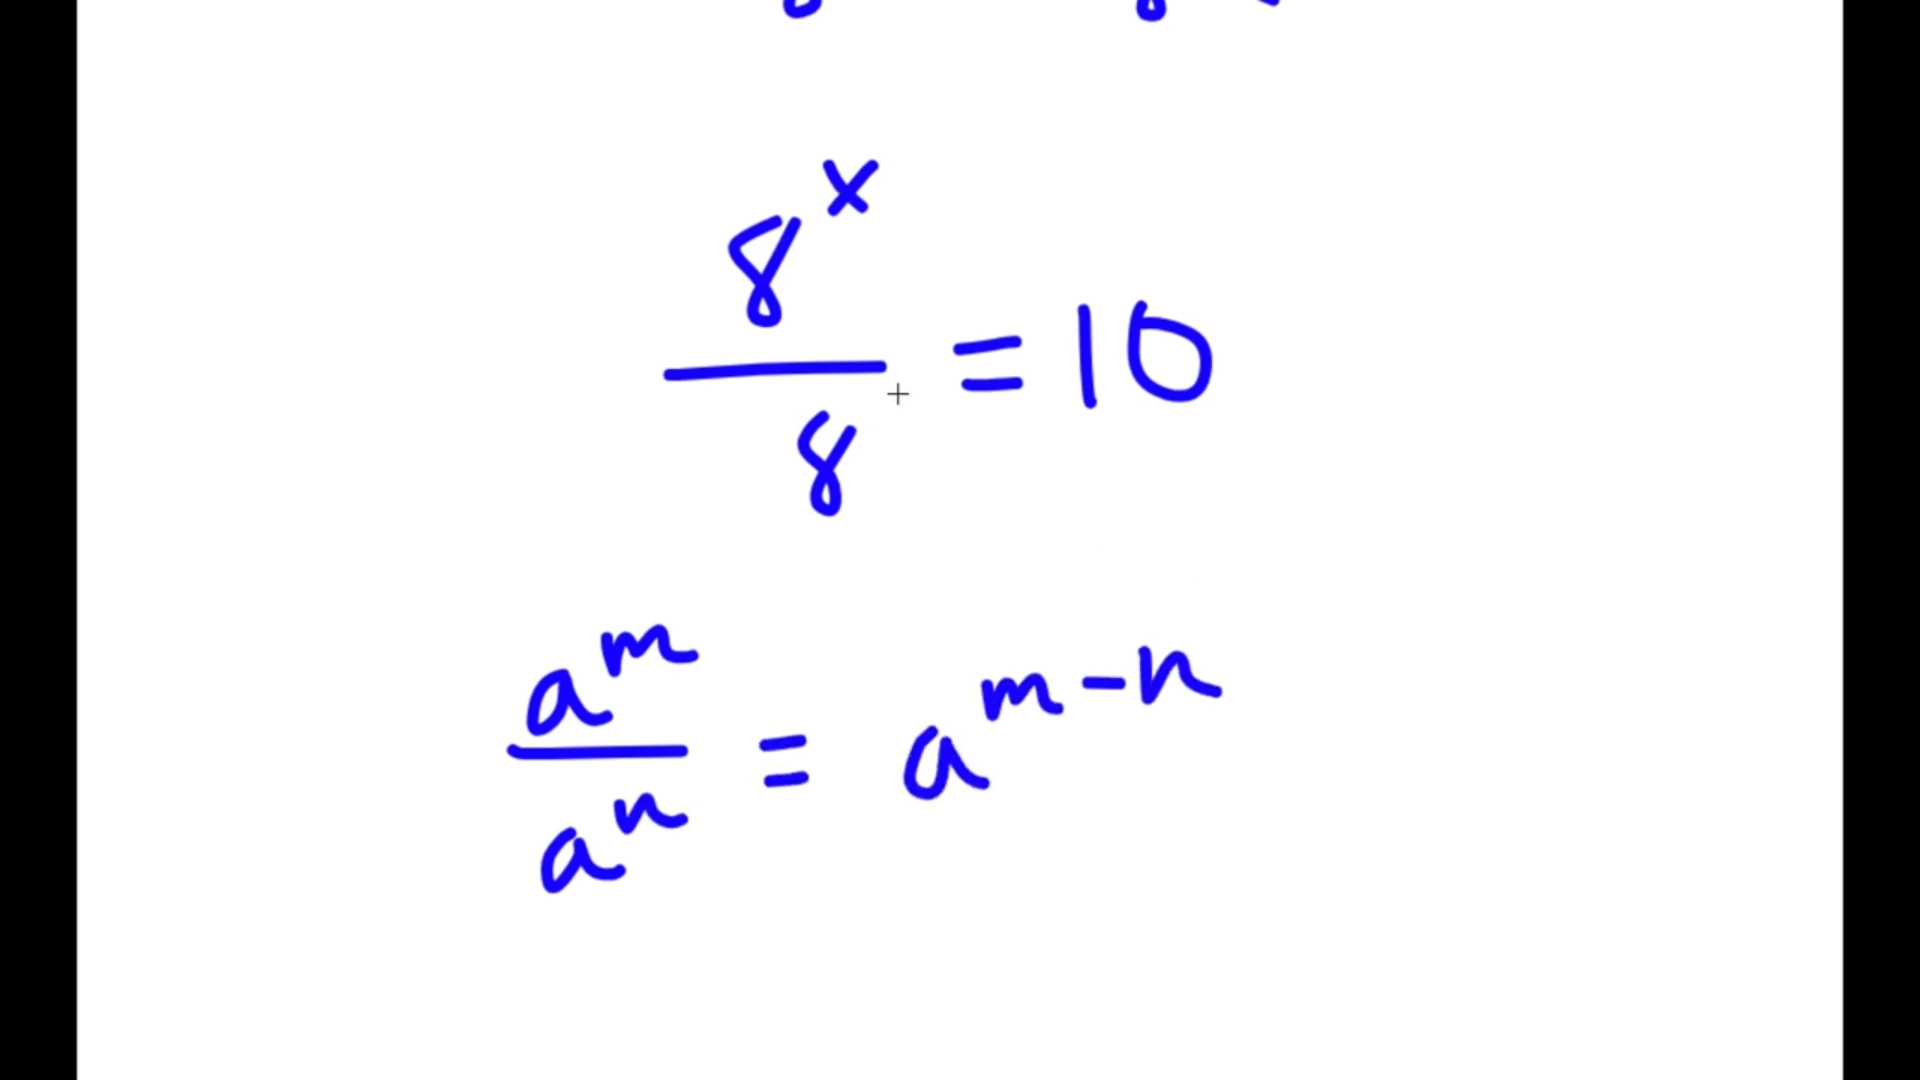 8^x / 8 = 10
a^m / a^n = a^(m-n)